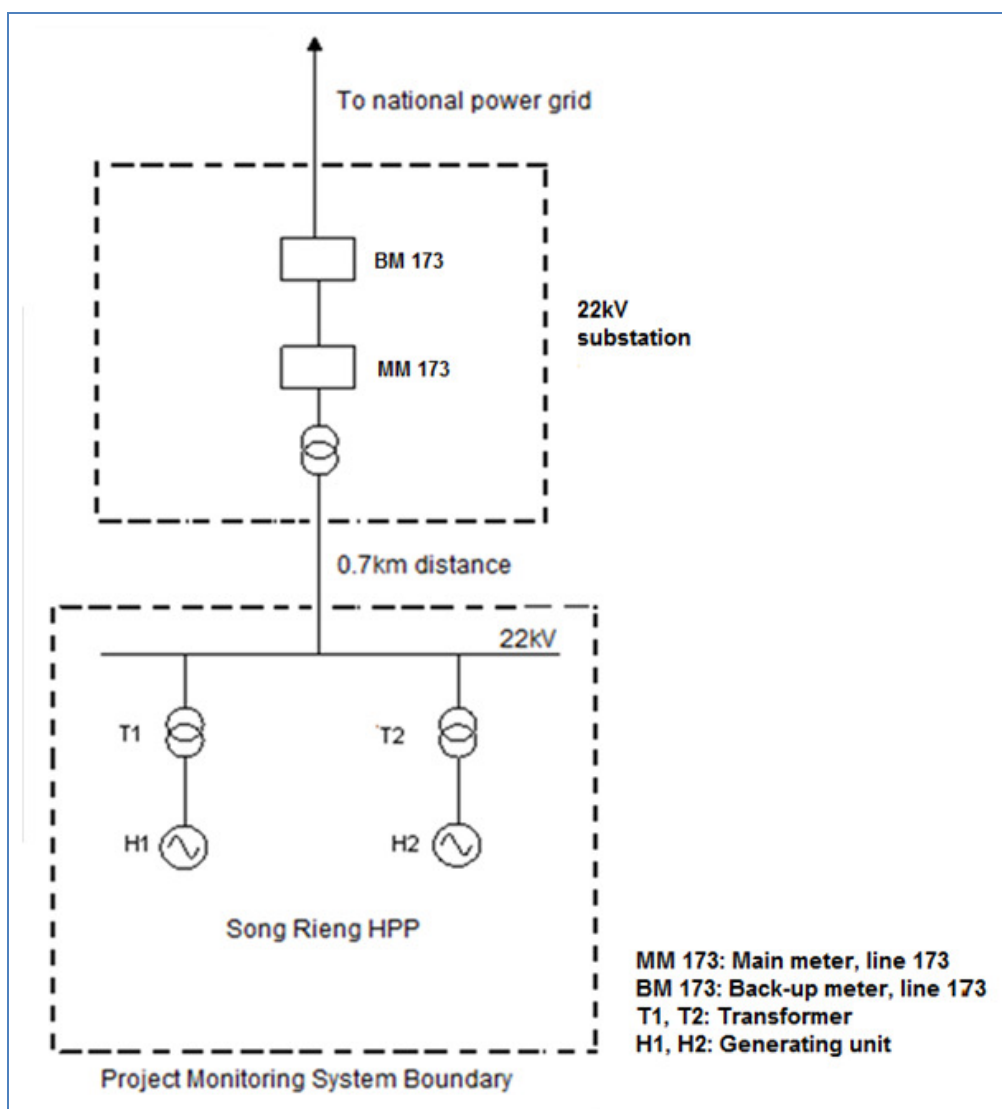 To national power grid
BM 173
22kV
substation
MM 173
0.7km distance
22kV
T1
T2
H1
H2
Song Rieng HPP
MM 173: Main meter, line 173
BM 173: Back-up meter, line 173
T1, T2: Transformer
H1, H2: Generating unit
Project Monitoring System Boundary